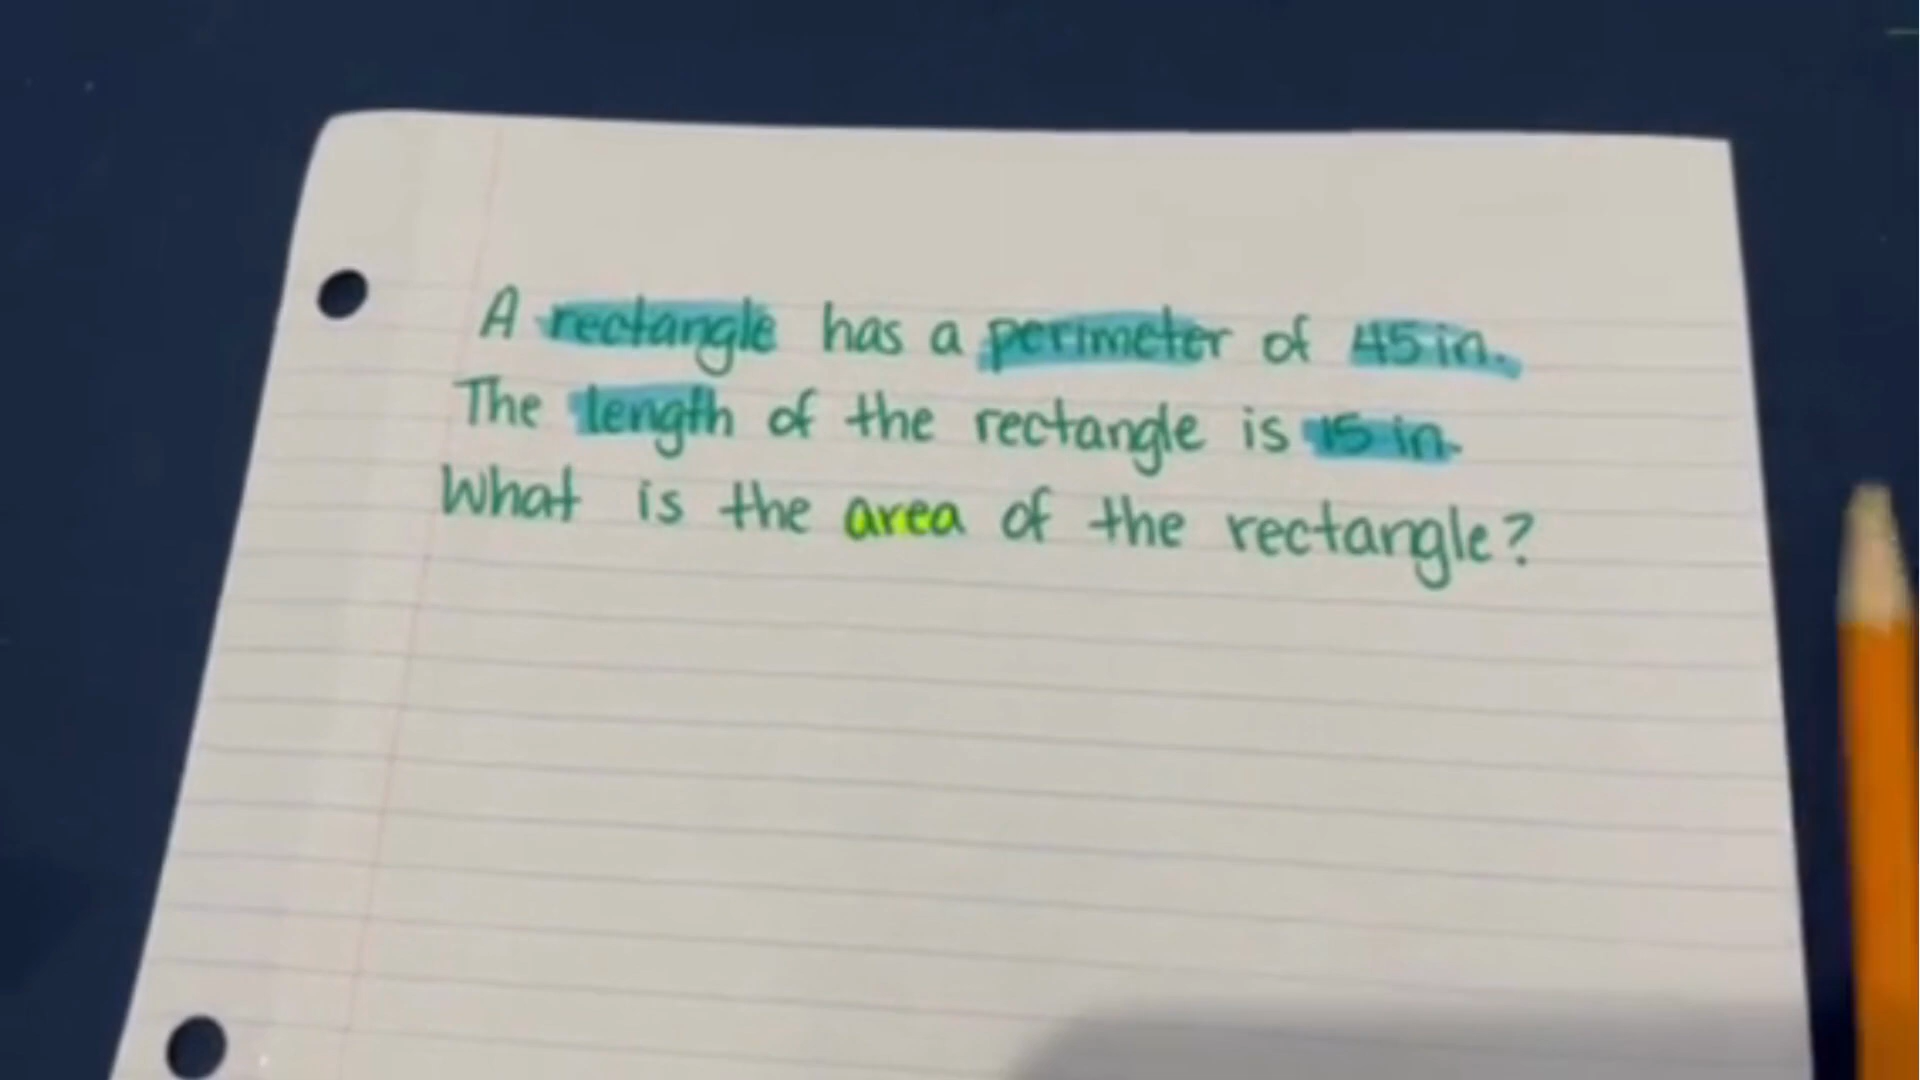 A rectangle has a perimeter of 45 in.
The length of the rectangle is 15 in.
What is the area of the rectangle?